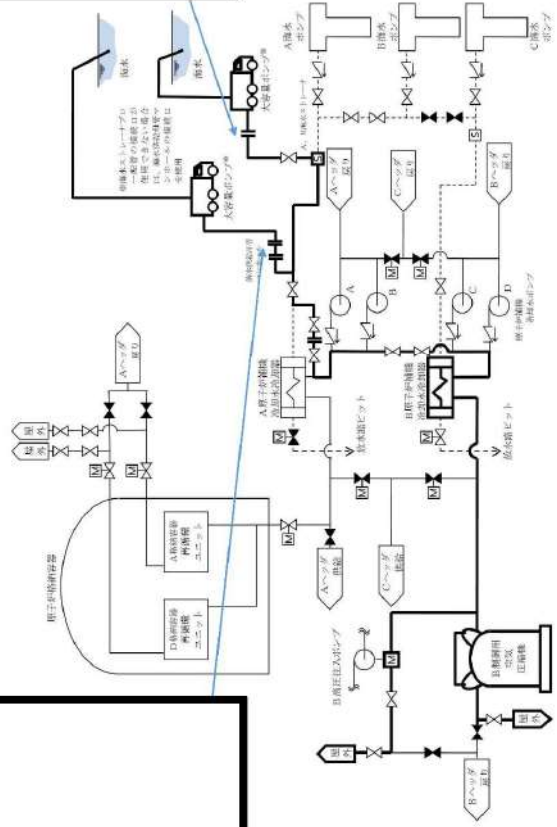 海水
海水
大容量ポンプ※
大容量ポンプ※
A海水
ポンプ
B海水
ポンプ
C海水
ポンプ
S
S
Aヘッダ
戻り
Cヘッダ
戻り
Bヘッダ
戻り
A
B
C
D
M
M
原子炉補機
冷却水ポンプ
A原子炉補機
冷却水冷却器
B原子炉補機
冷却水冷却器
放水路ピット
放水路ピット
M
M
原子炉格納容器
A格納容器
再循環
ユニット
D格納容器
再循環
ユニット
屋外
屋外
Aヘッダ
戻り
M
M
M
M
M
Aヘッダ
供給
Cヘッダ
供給
B高圧注入ポンプ
M
B制御用
空気
圧縮機
屋外
屋外
Bヘッダ
戻り